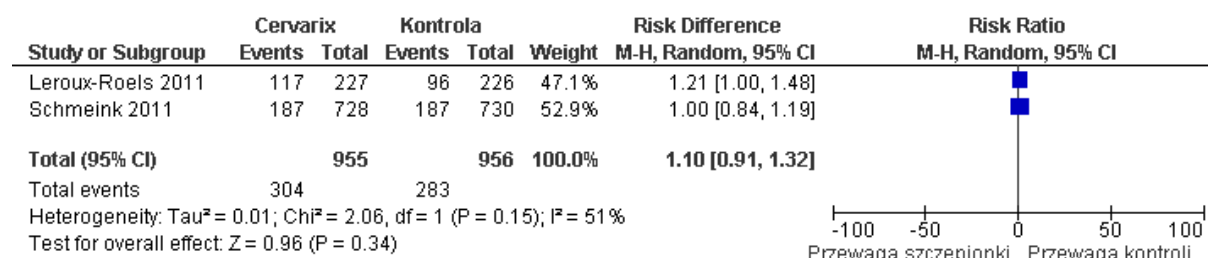 Cervarix Kontrola Risk Difference Risk Ratio
Study or Subgroup Events Total Events Total Weight M-H, Random, 95% CI M-H, Random, 95% CI
Leroux-Roels 2011 117 227 96 226 47.1% 1.21 [1.00, 1.48]
Schmeink 2011 187 728 187 730 52.9% 1.00 [0.84, 1.19]
Total (95% CI) 955 956 100.0% 1.10 [0.91, 1.32]
Total events 304 283
Heterogeneity: Tau² = 0.01; Chi² = 2.06, df = 1 (P = 0.15); I² = 51%
Test for overall effect: Z = 0.96 (P = 0.34)
-100 -50 0 50 100
Przewaga szczepionki Przewaga kontroli